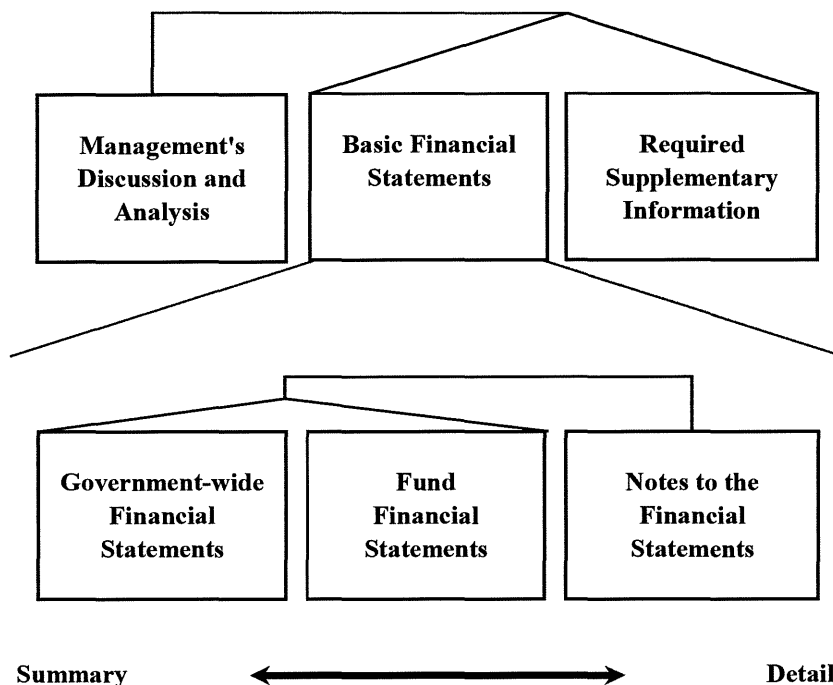 Management's
Discussion and
Analysis
Basic Financial
Statements
Required
Supplementary
Information
Government-wide
Financial
Statements
Fund
Financial
Statements
Notes to the
Financial
Statements
Summary
Detail